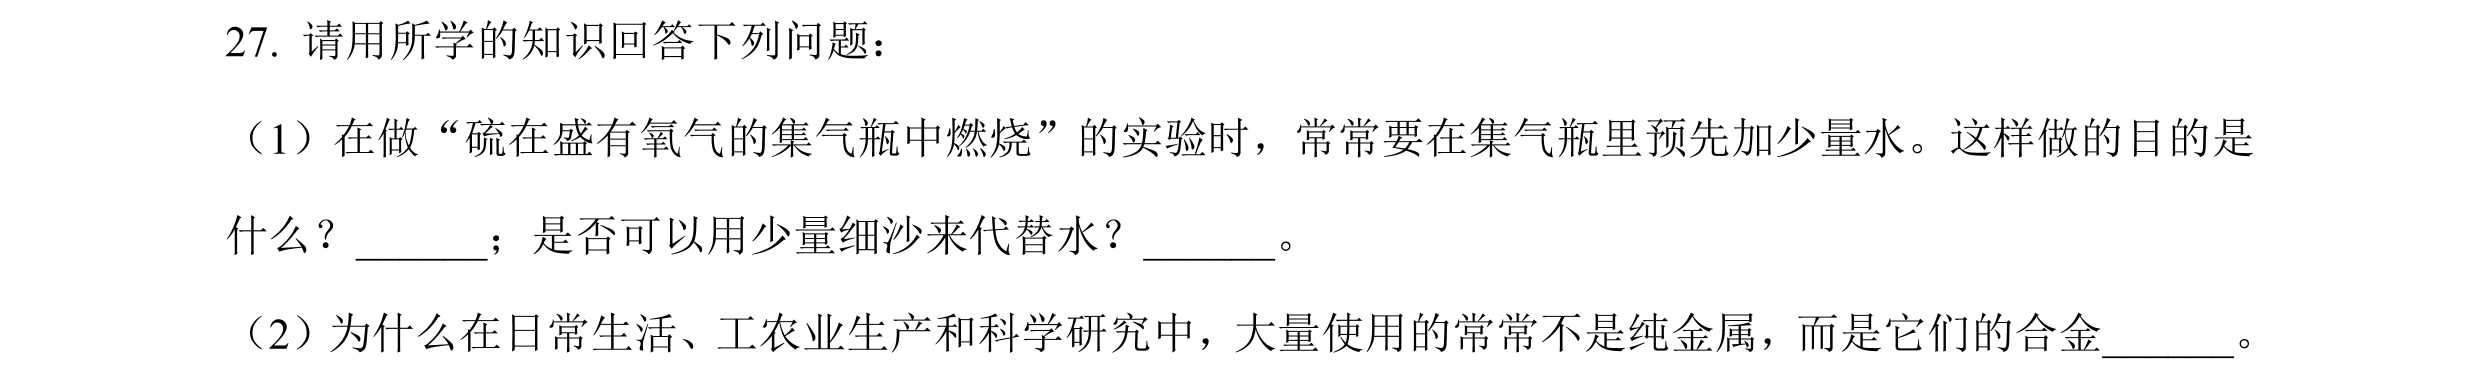 27. 请用所学的知识回答下列问题：
（1）在做“硫在盛有氧气的集气瓶中燃烧”的实验时，常常要在集气瓶里预先加少量水。这样做的目的是
什么？______；是否可以用少量细沙来代替水？______。
（2）为什么在日常生活、工农业生产和科学研究中，大量使用的常常不是纯金属，而是它们的合金______。